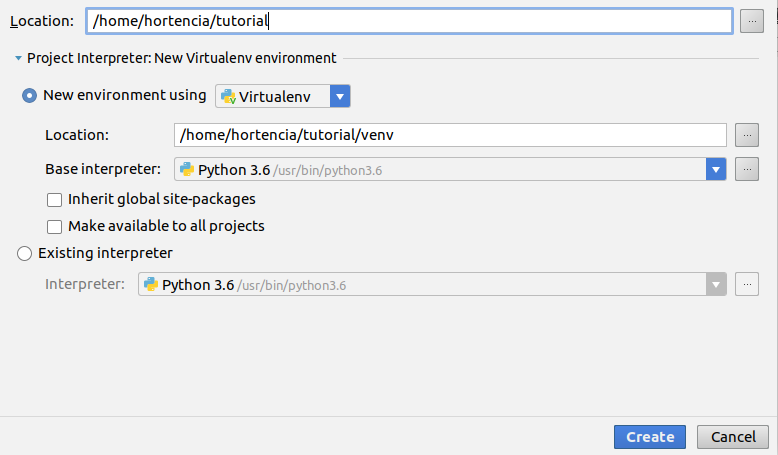 Location: /home/hortencia/tutorial ...
Project Interpreter: New Virtualenv environment
New environment using Virtualenv
Location: /home/hortencia/tutorial/venv ...
Base interpreter: Python 3.6 /usr/bin/python3.6 ...
Inherit global site-packages
Make available to all projects
Existing interpreter
Interpreter: Python 3.6 /usr/bin/python3.6 ...
Create Cancel